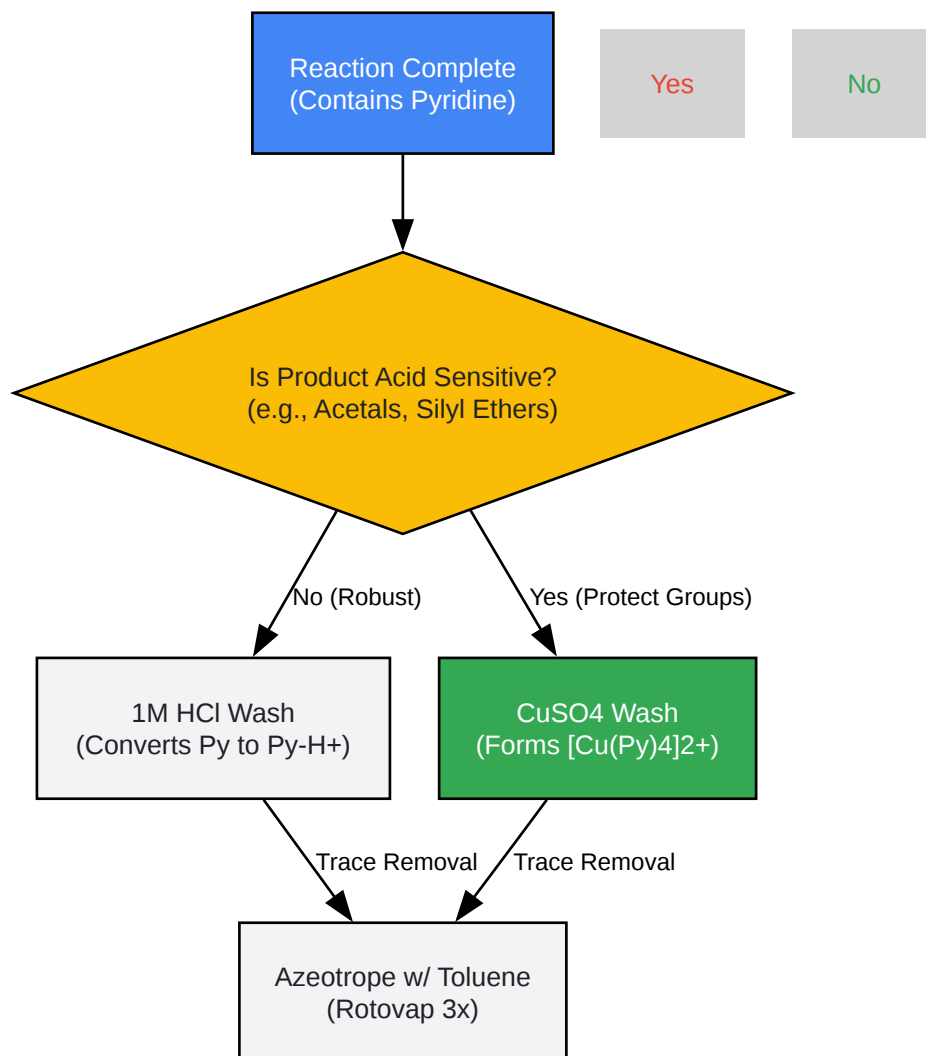 Reaction Complete
(Contains Pyridine)
Yes
No
Is Product Acid Sensitive?
(e.g., Acetals, Silyl Ethers)
No (Robust)
Yes (Protect Groups)
1M HCl Wash
(Converts Py to Py-H+)
CuSO4 Wash
(Forms [Cu(Py)4]2+)
Trace Removal
Trace Removal
Azeotrope w/ Toluene
(Rotovap 3x)